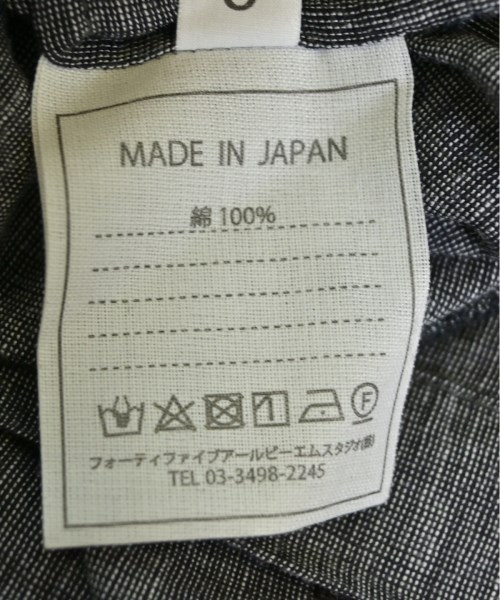 MADE IN JAPAN
綿 100%
F
フォーティファイブアールピーエムスタジオ(株)
TEL 03-3498-2245